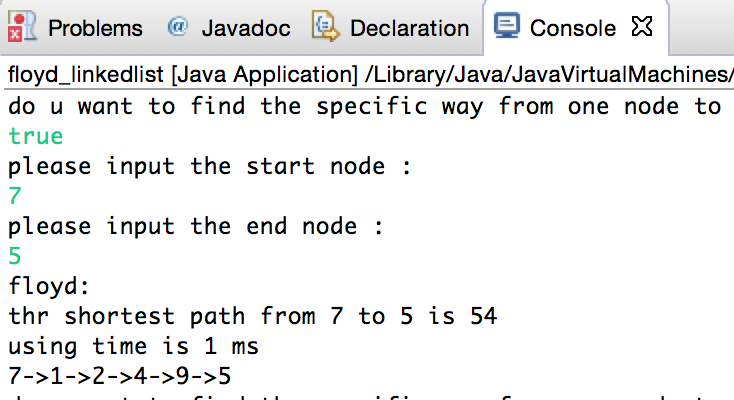 Problems @ Javadoc Declaration Console
floyd_linkedlist [Java Application] /Library/Java/JavaVirtualMachines/
do u want to find the specific way from one node to
true
please input the start node :
7
please input the end node :
5
floyd:
thr shortest path from 7 to 5 is 54
using time is 1 ms
7->1->2->4->9->5